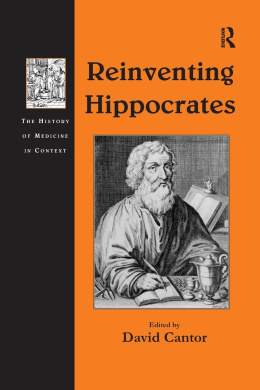 R
Reinventing
Hippocrates
THE HISTORY
OF MEDICINE
IN CONTEXT
Edited by
David Cantor